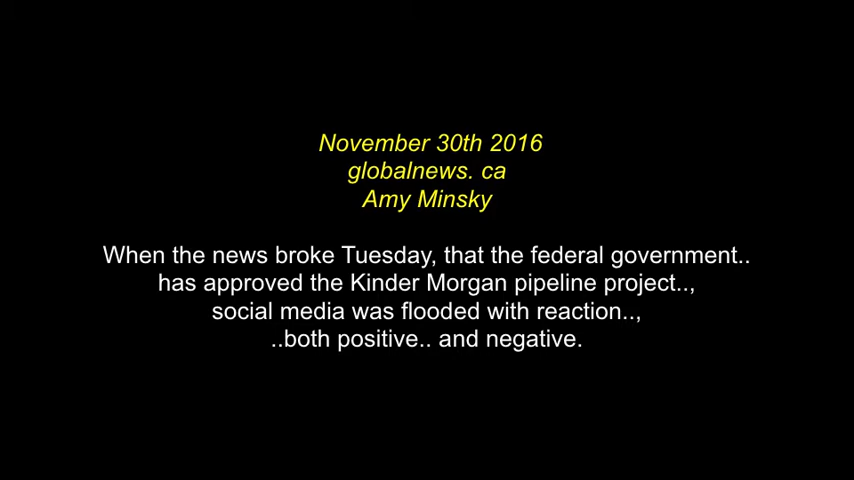 November 30th 2016
globalnews. ca
Amy Minsky
When the news broke Tuesday, that the federal government..
has approved the Kinder Morgan pipeline project..,
social media was flooded with reaction..,
..both positive.. and negative.